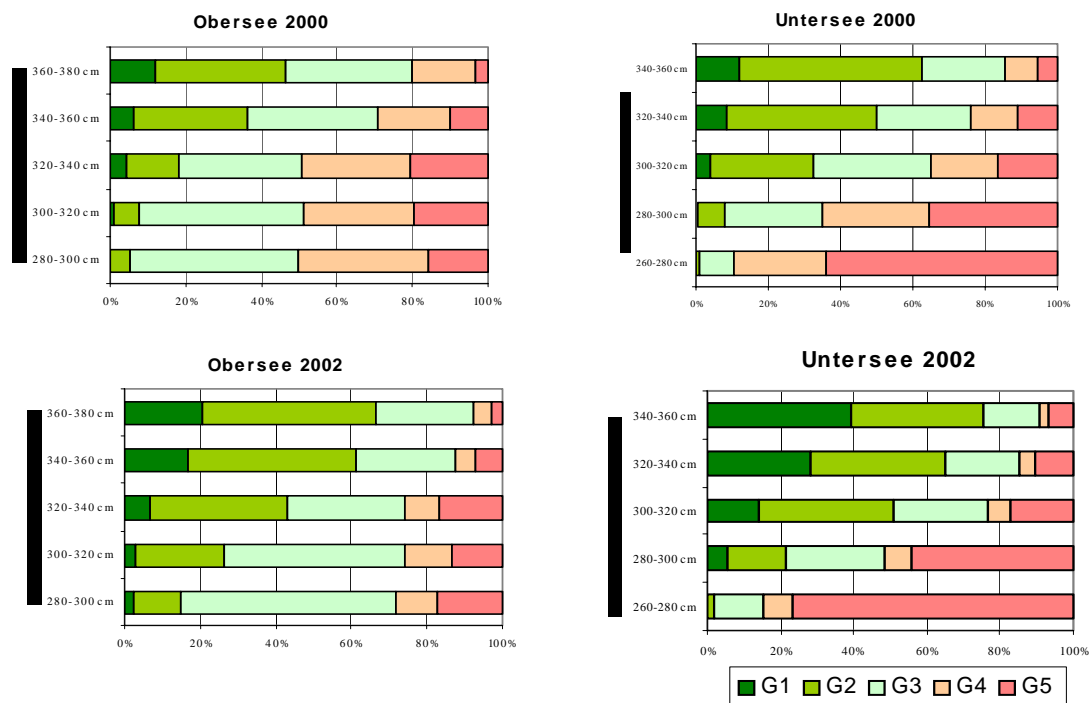 Obersee 2000
360-380 cm
340-360 cm
320-340 cm
300-320 cm
280-300 cm
0% 20% 40% 60% 80% 100%
Untersee 2000
340-360 cm
320-340 cm
300-320 cm
280-300 cm
260-280 cm
0% 20% 40% 60% 80% 100%
Obersee 2002
360-380 cm
340-360 cm
320-340 cm
300-320 cm
280-300 cm
0% 20% 40% 60% 80% 100%
Untersee 2002
340-360 cm
320-340 cm
300-320 cm
280-300 cm
260-280 cm
0% 20% 40% 60% 80% 100%
G1 G2 G3 G4 G5